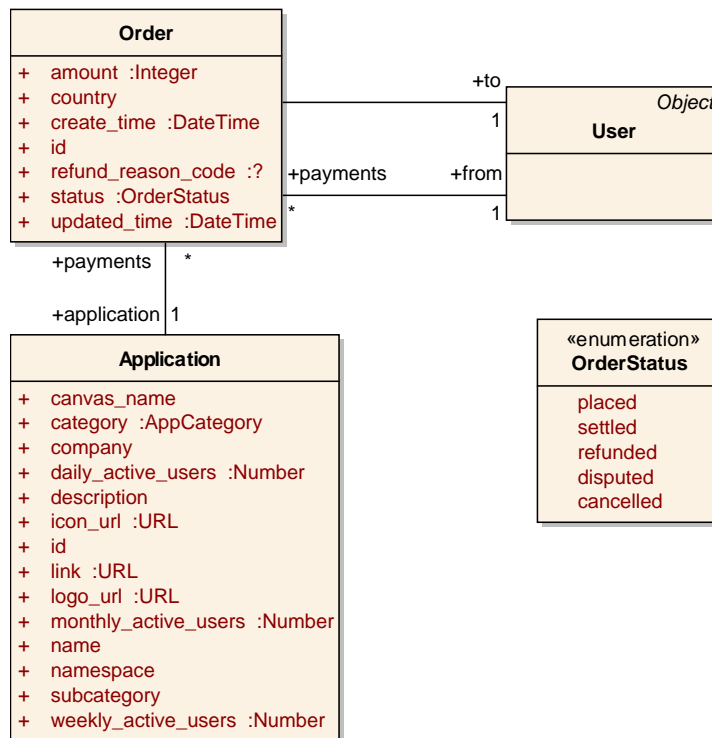 Order
+ amount :Integer
+ country
+ create_time :DateTime
+ id
+ refund_reason_code :?
+ status :OrderStatus
+ updated_time :DateTime
+to
1
Object
User
+payments
+from
*
1
+payments
*
+application
1
Application
+ canvas_name
+ category :AppCategory
+ company
+ daily_active_users :Number
+ description
+ icon_url :URL
+ id
+ link :URL
+ logo_url :URL
+ monthly_active_users :Number
+ name
+ namespace
+ subcategory
+ weekly_active_users :Number
«enumeration»
OrderStatus
placed
settled
refunded
disputed
cancelled